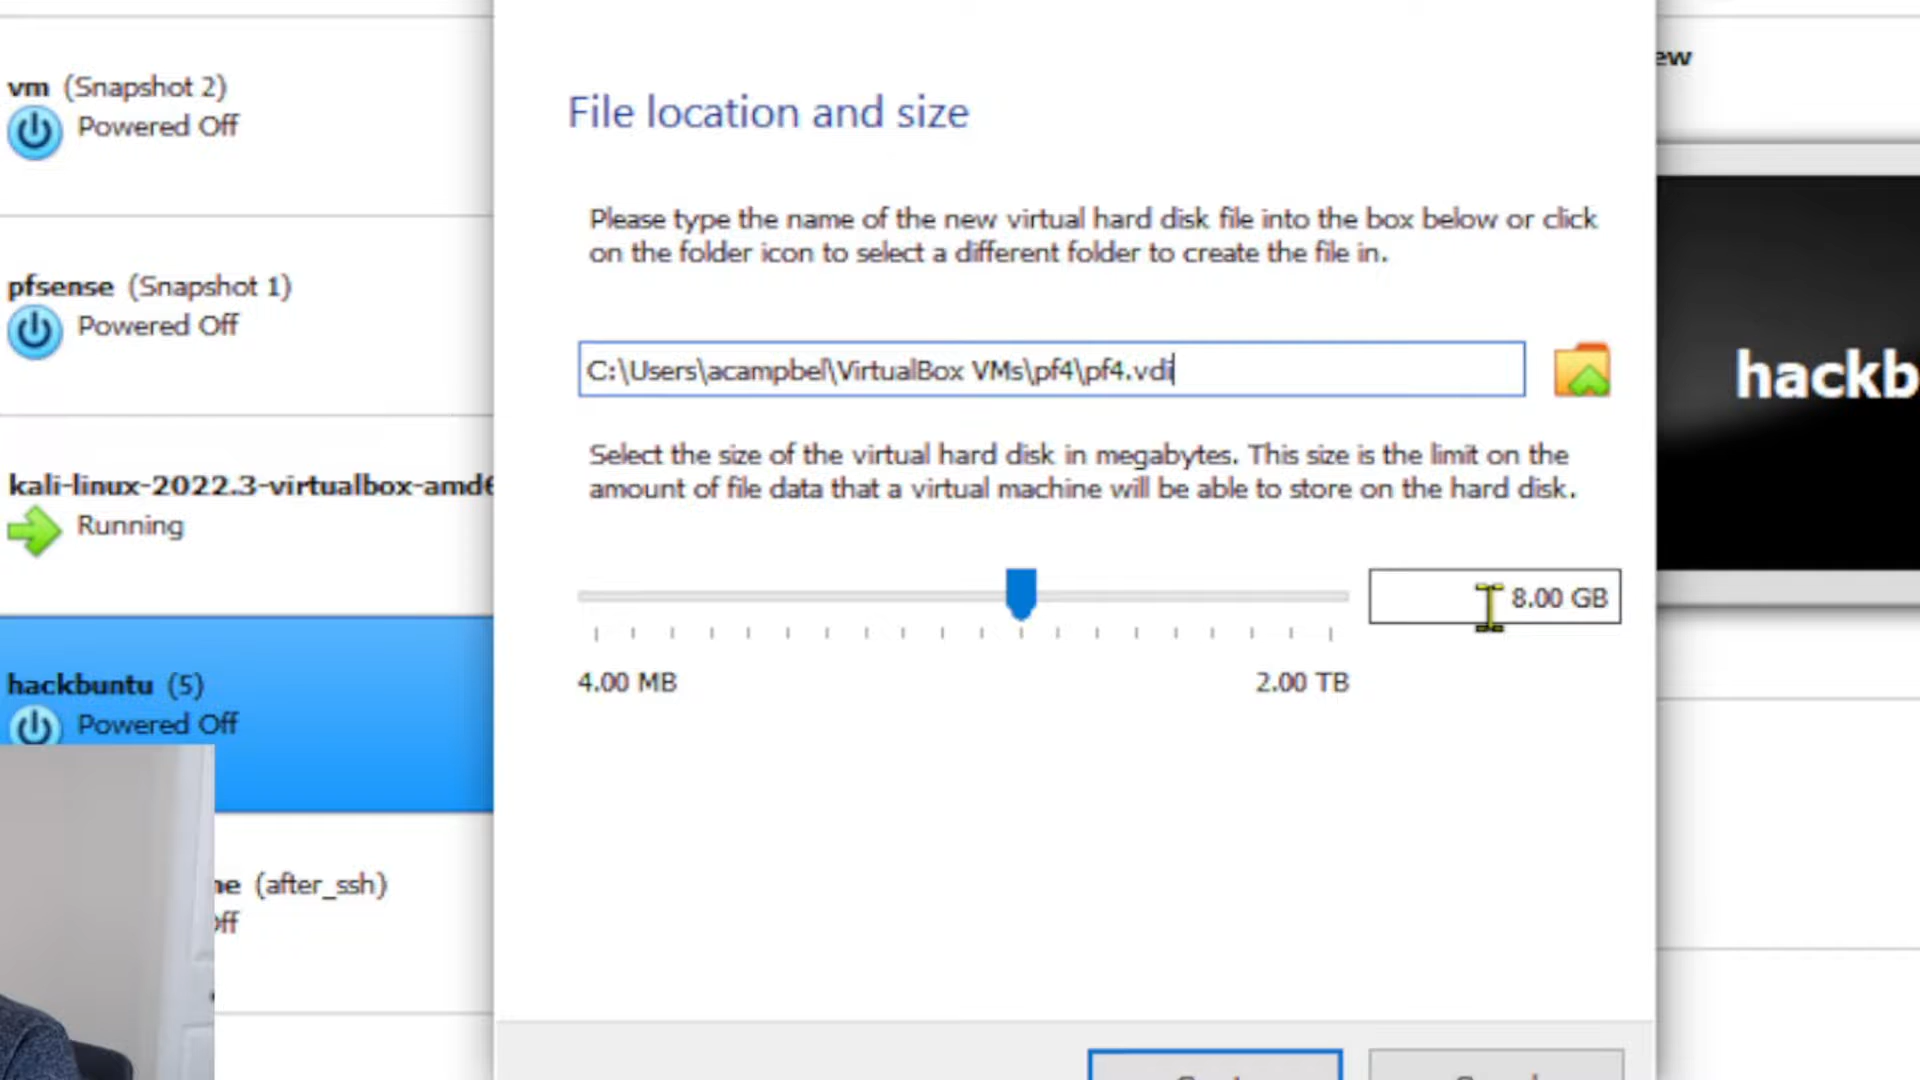 vm (Snapshot 2)
Powered Off
pfsense (Snapshot 1)
Powered Off
kali-linux-2022.3-virtualbox-amd6
Running
hackbuntu (5)
Powered Off
(after_ssh)
File location and size
Please type the name of the new virtual hard disk file into the box below or click
on the folder icon to select a different folder to create the file in.
C:\Users\acampbel\VirtualBox VMs\pf4\pf4.vdi
Select the size of the virtual hard disk in megabytes. This size is the limit on the
amount of file data that a virtual machine will be able to store on the hard disk.
8.00 GB
4.00 MB
2.00 TB
ew
hackb